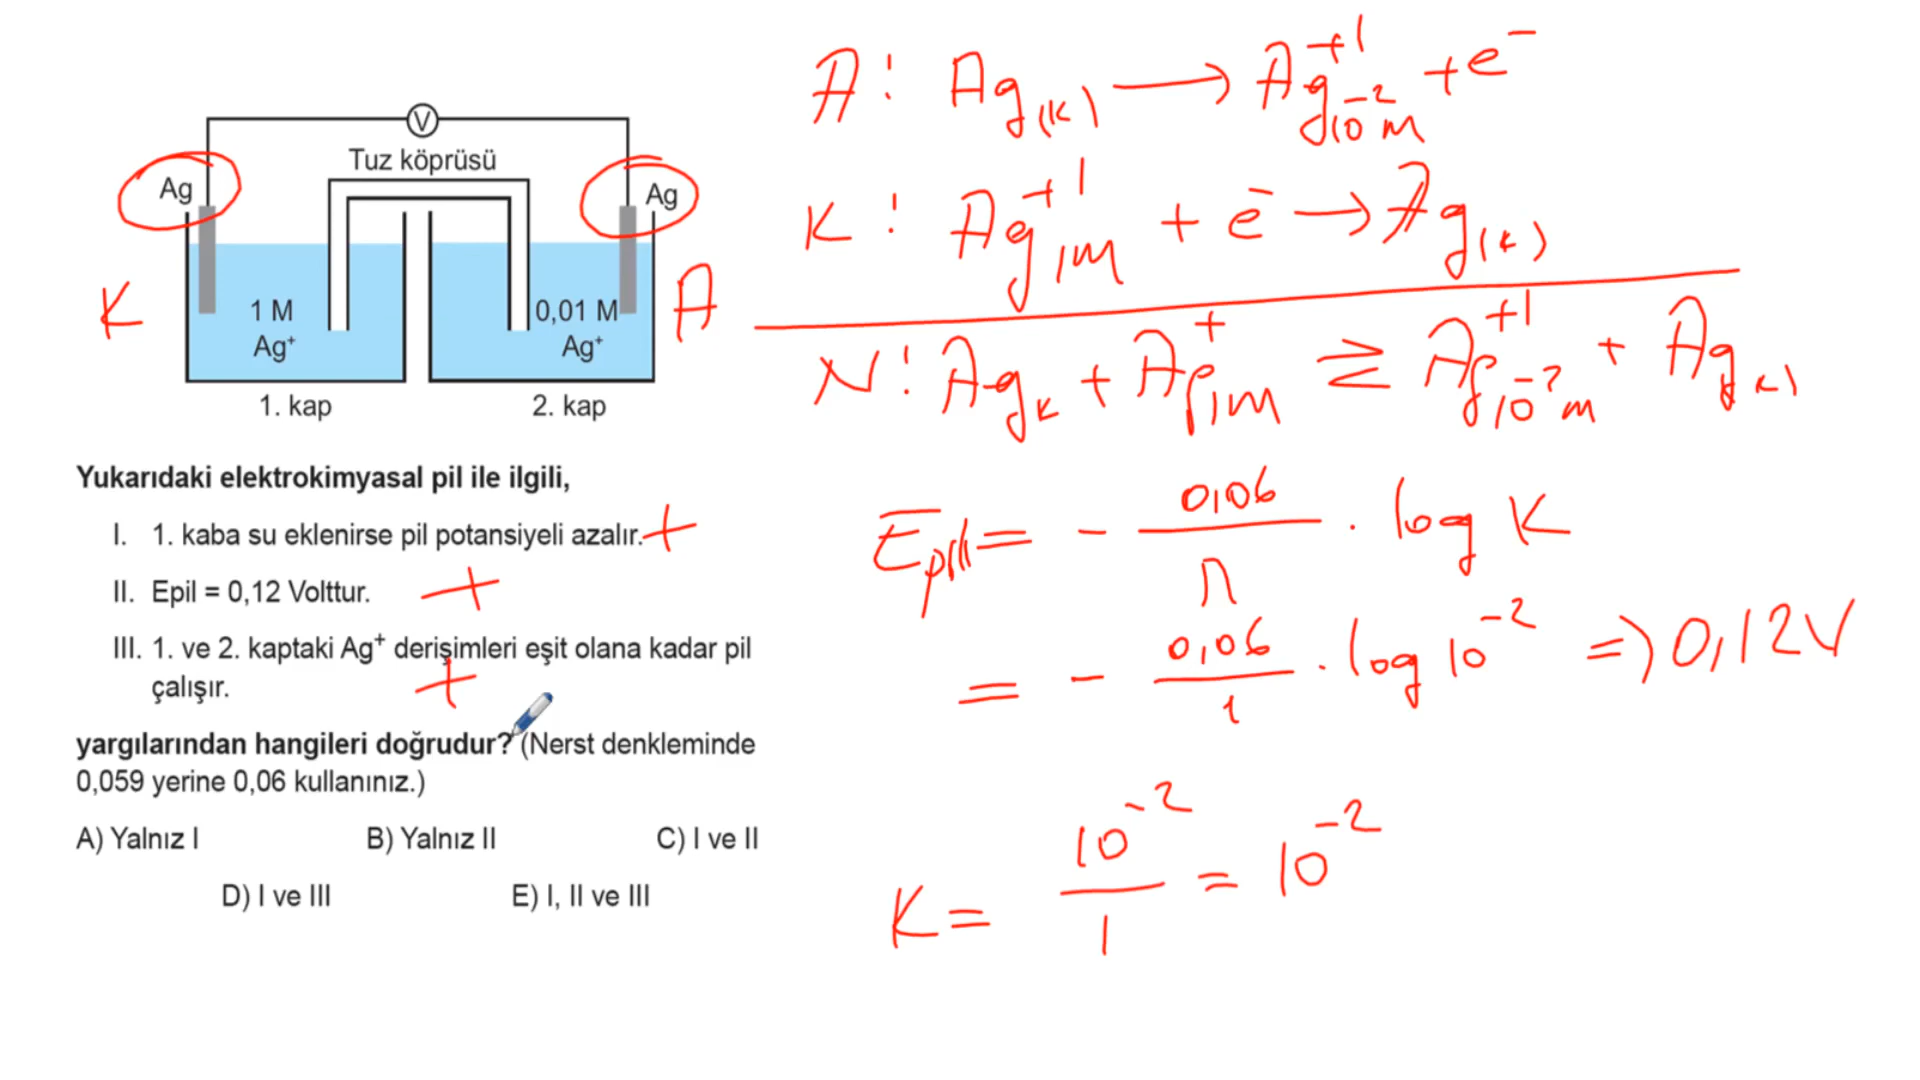 V
Tuz köprüsü
Ag
Ag
K
1 M
Ag⁺
0,01 M
Ag⁺
A
1. kap
2. kap
Yukarıdaki elektrokimyasal pil ile ilgili,
I. 1. kaba su eklenirse pil potansiyeli azalır. +
II. Epil = 0,12 Volttur. +
III. 1. ve 2. kaptaki Ag⁺ derişimleri eşit olana kadar pil
çalışır. +
yargılarından hangileri doğrudur? (Nerst denkleminde
0,059 yerine 0,06 kullanınız.)
A) Yalnız I
B) Yalnız II
C) I ve II
D) I ve III
E) I, II ve III
A: Ag(k) → Ag⁺¹ 10⁻² M + e⁻
K: Ag⁺¹ 1M + e⁻ → Ag(k)
N: Ag k + Ag⁺ 1M ⇄ Ag⁺¹ 10⁻² M + Ag(k)
Epil = - 0,06/n . log K
= - 0,06/1 . log 10⁻² ⇒ 0,12V
K = 10⁻²/1 = 10⁻²